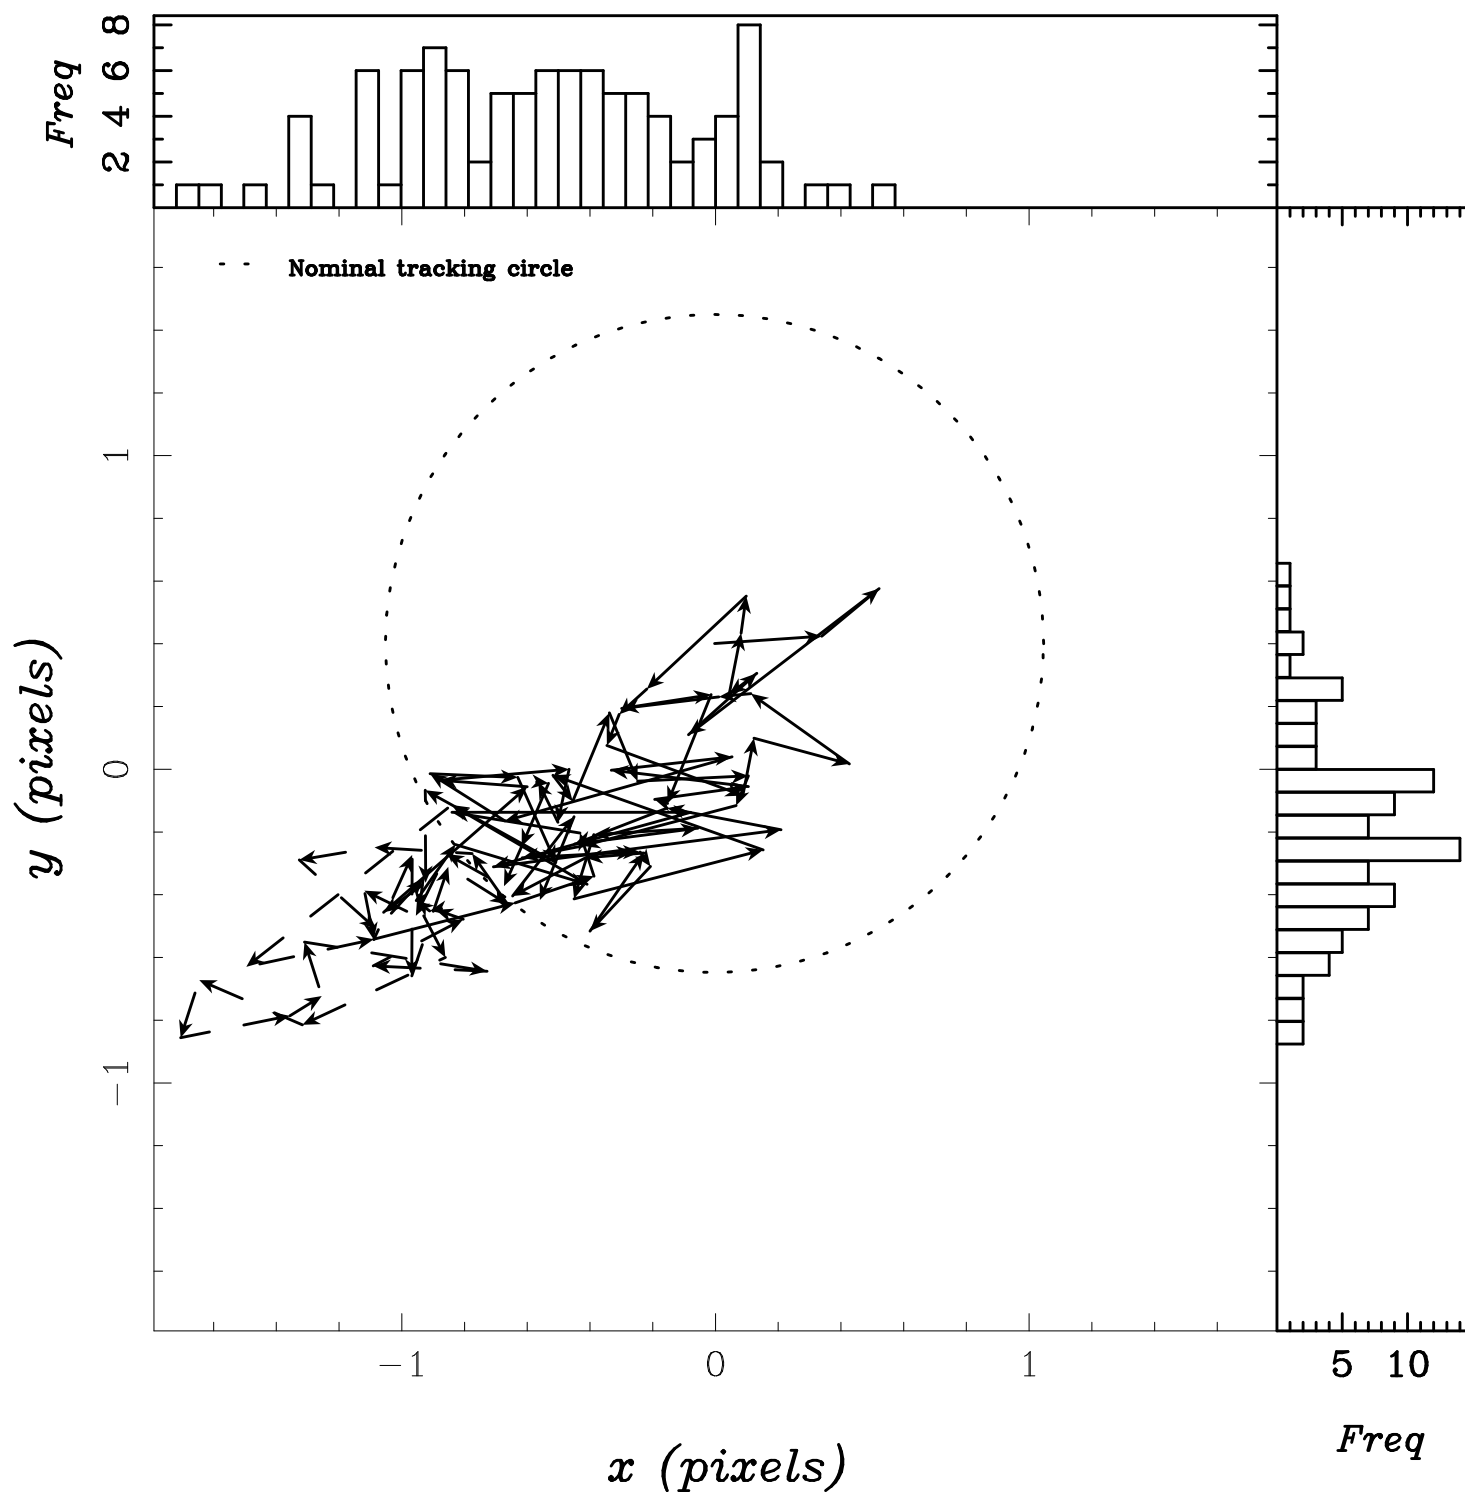 Freq
8
6
4
2
Nominal tracking circle
y (pixels)
1
0
−1
−1 0 1
5 10
x (pixels)
Freq